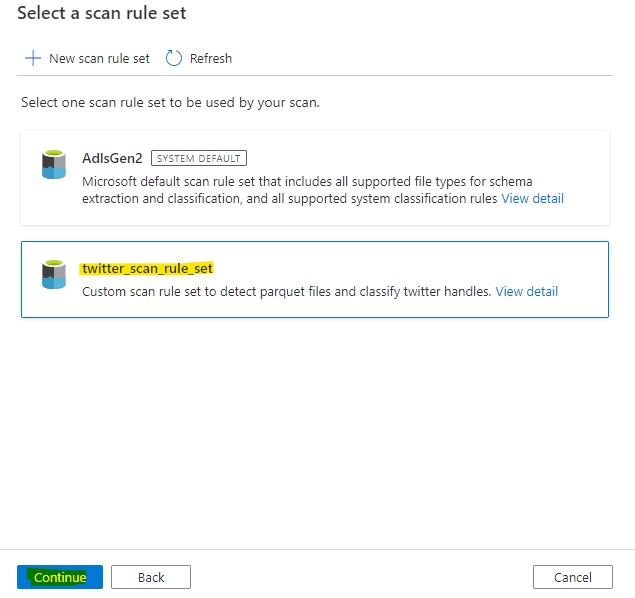 Select a scan rule set
New scan rule set Refresh
Select one scan rule set to be used by your scan.
AdlsGen2 SYSTEM DEFAULT
Microsoft default scan rule set that includes all supported file types for schema
extraction and classification, and all supported system classification rules View detail
twitter_scan_rule_set
Custom scan rule set to detect parquet files and classify twitter handles. View detail
Continue Back Cancel